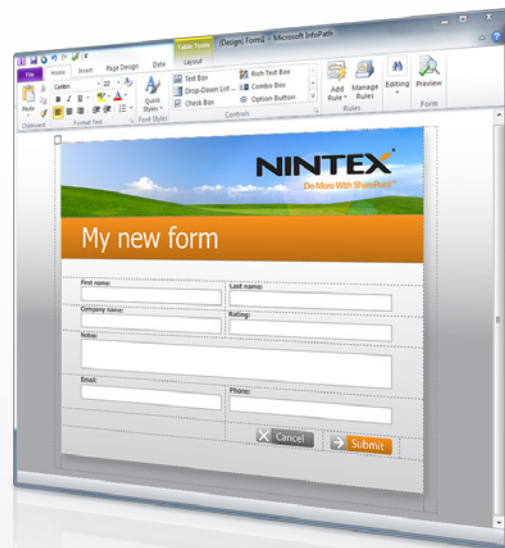 Table Tools
(Design) Form1 - Microsoft InfoPath
File Home Insert Page Design Data Layout
Paste
Clipboard
Calibri 22
B I U
Format Text
Quick Styles
Font Styles
Text Box Rich Text Box
Drop-Down List ... Combo Box
Check Box Option Button
Controls
Add Rule Manage Rules
Rules
Editing
Preview
Form
NINTEX
Do More With SharePoint™
My new form
First name: Last name:
Company name: Rating:
Notes:
Email: Phone:
Cancel Submit